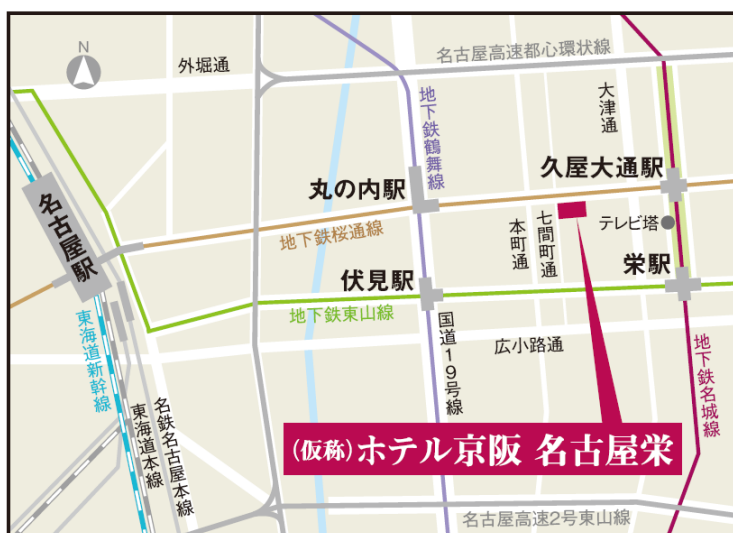 N
外堀通
名古屋高速都心環状線
地下鉄鶴舞線
大津通
久屋大通駅
丸の内駅
名古屋駅
地下鉄桜通線
本町通
七間町通
テレビ塔
伏見駅
栄駅
地下鉄東山線
国道19号線
広小路通
東海道新幹線
東海道本線
名鉄名古屋本線
地下鉄名城線
(仮称)ホテル京阪 名古屋栄
名古屋高速2号東山線